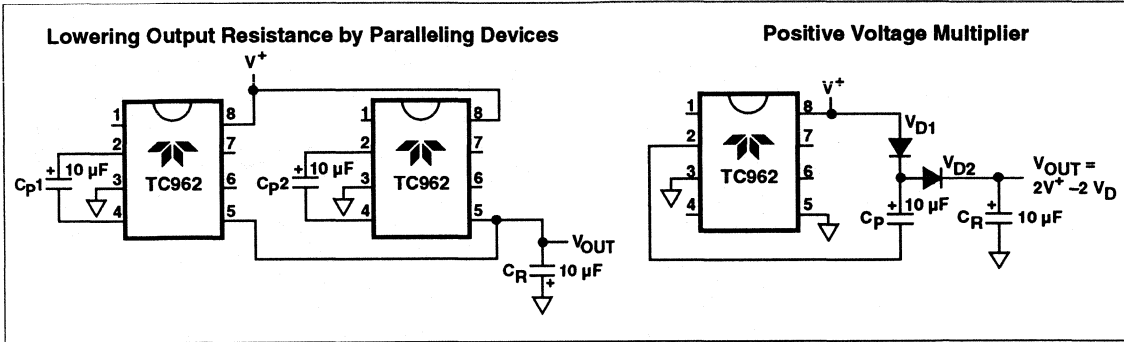 Lowering Output Resistance by Paralleling Devices
V+
1
2
3
4
8
7
6
5
TC962
CP1
+
10 µF
1
2
3
4
8
7
6
5
TC962
CP2
+
10 µF
VOUT
CR
10 µF
+
Positive Voltage Multiplier
V+
1
2
3
4
8
7
6
5
TC962
VD1
VD2
VOUT =
2V+ –2 VD
+
CP
10 µF
+
CR
10 µF